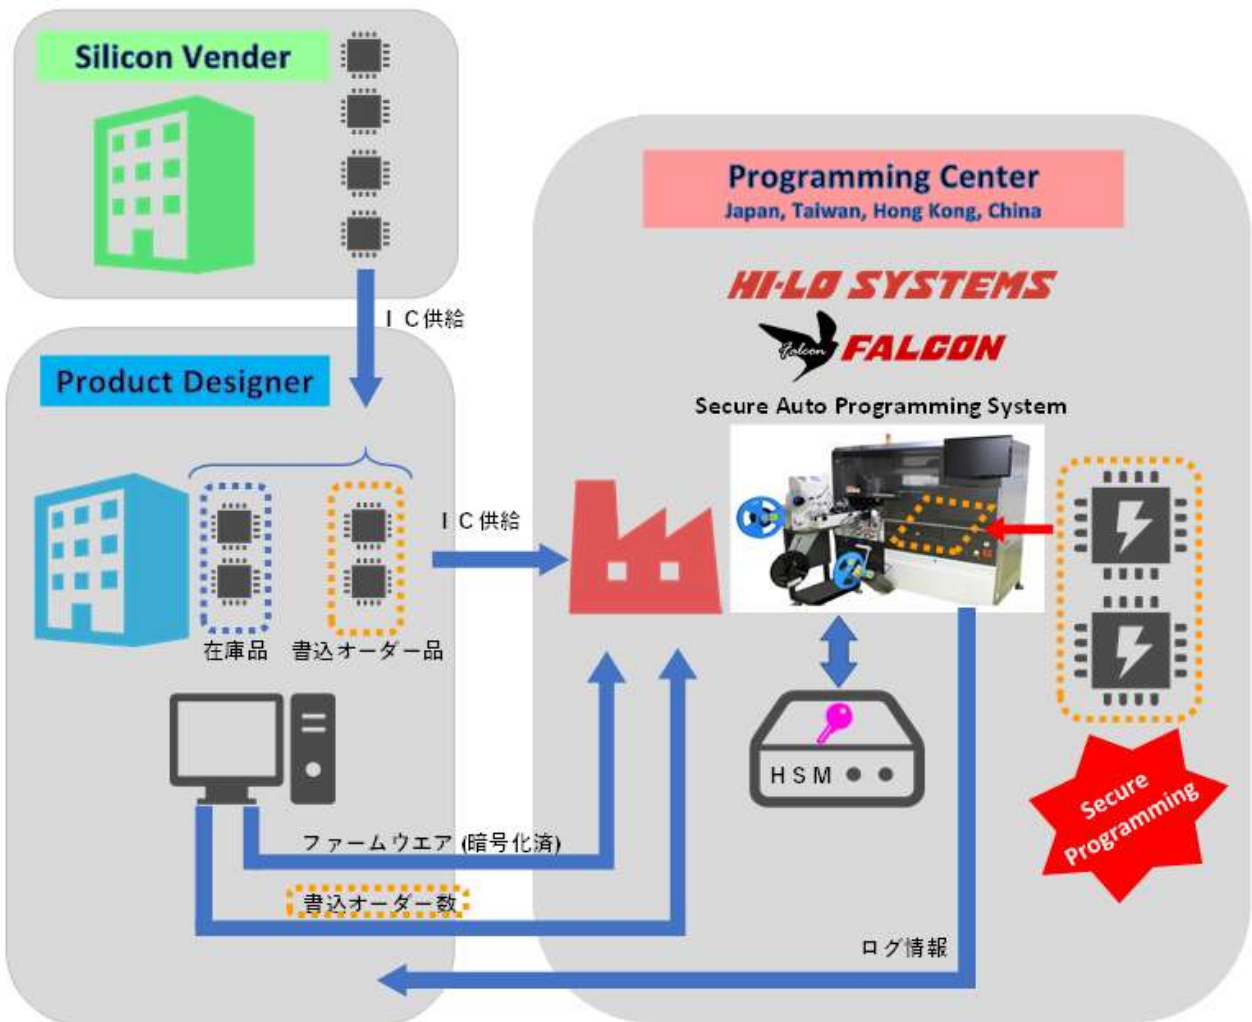 Silicon Vender
Programming Center
Japan, Taiwan, Hong Kong, China
HI-LO SYSTEMS
Falcon FALCON
Secure Auto Programming System
ＩＣ供給
Product Designer
ＩＣ供給
在庫品
書込オーダー品
ＨＳＭ
Secure
Programming
ファームウエア (暗号化済)
書込オーダー数
ログ情報